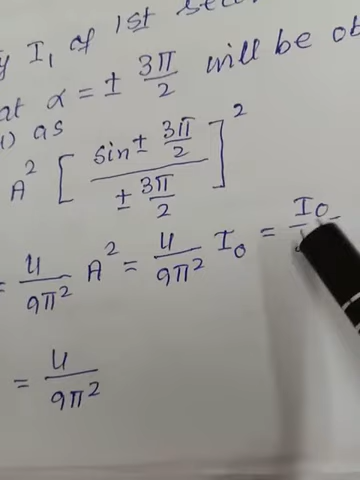 I₁ of 1st
at α = ± 3π/2 will be
1) as
A² [ sin ± 3π/2 / ± 3π/2 ]²
= 4/9π² A² = 4/9π² I₀ = I₀
= 4/9π²